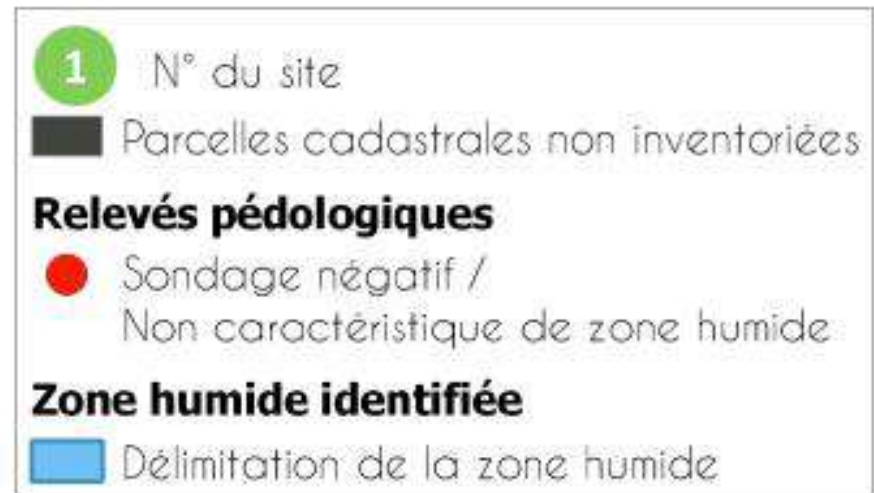 1 N° du site
Parcelles cadastrales non inventoriées
Relevés pédologiques
Sondage négatif /
Non caractéristique de zone humide
Zone humide identifiée
Délimitation de la zone humide